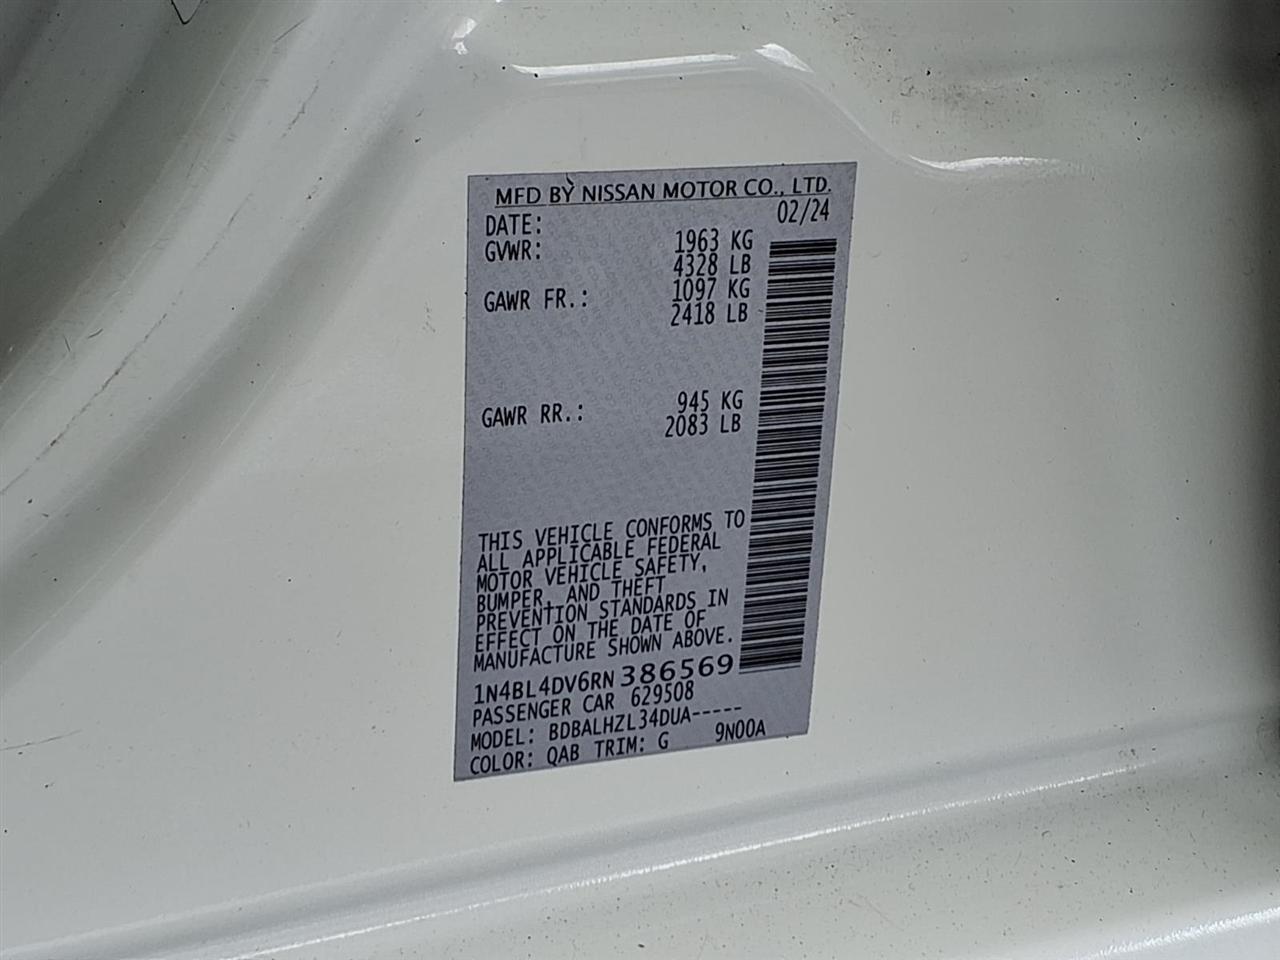 MFD BY NISSAN MOTOR CO., LTD.
DATE: 02/24
GVWR: 1963 KG
4328 LB
GAWR FR.: 1097 KG
2418 LB
GAWR RR.: 945 KG
2083 LB
THIS VEHICLE CONFORMS TO
ALL APPLICABLE FEDERAL
MOTOR VEHICLE SAFETY,
BUMPER, AND THEFT
PREVENTION STANDARDS IN
EFFECT ON THE DATE OF
MANUFACTURE SHOWN ABOVE.
1N4BL4DV6RN386569
PASSENGER CAR 629508
MODEL: BDBALHZL34DUA-----
COLOR: QAB TRIM: G 9N00A